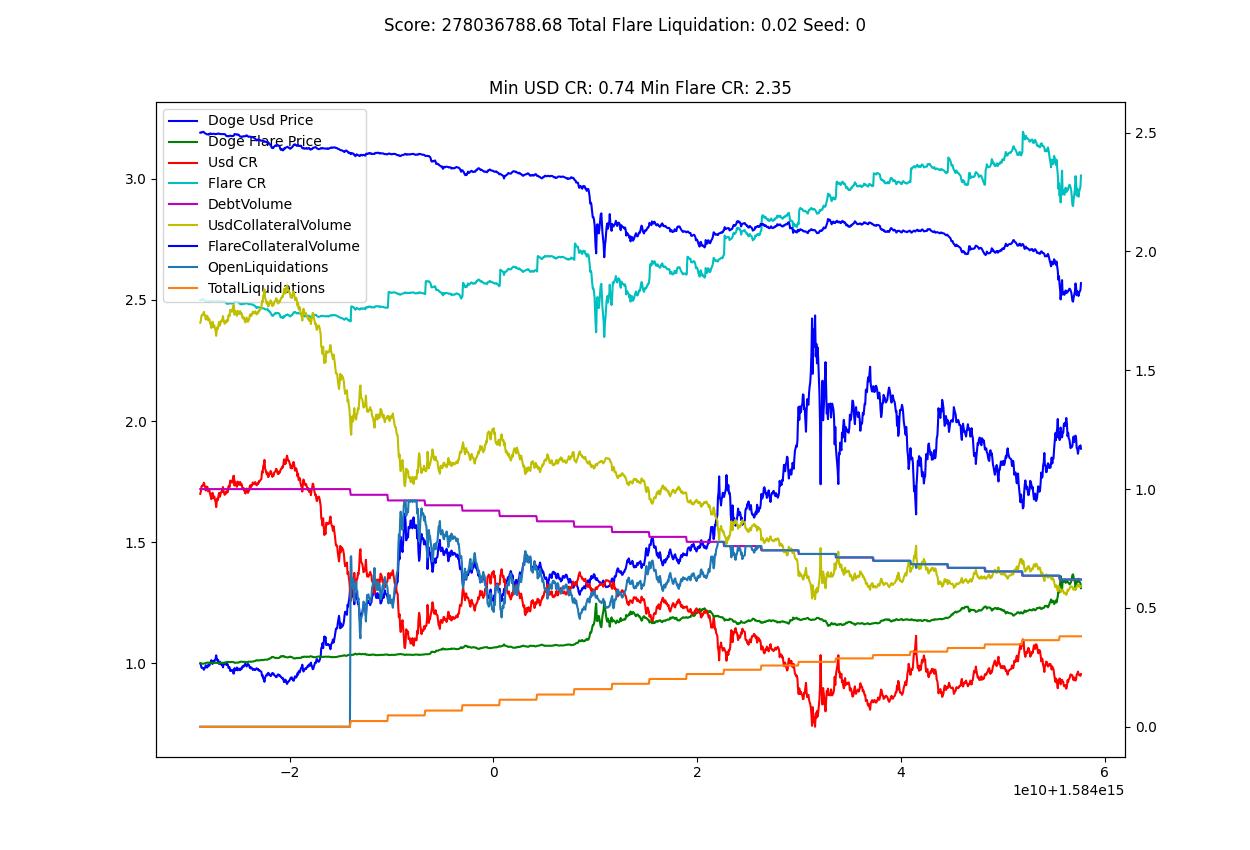 Score: 278036788.68 Total Flare Liquidation: 0.02 Seed: 0
Min USD CR: 0.74 Min Flare CR: 2.35
Doge Usd Price
Doge Flare Price
Usd CR
Flare CR
DebtVolume
UsdCollateralVolume
FlareCollateralVolume
OpenLiquidations
TotalLiquidations
3.0
2.5
2.0
1.5
1.0
2.5
2.0
1.5
1.0
0.5
0.0
−2
0
2
4
6
1e10+1.584e15